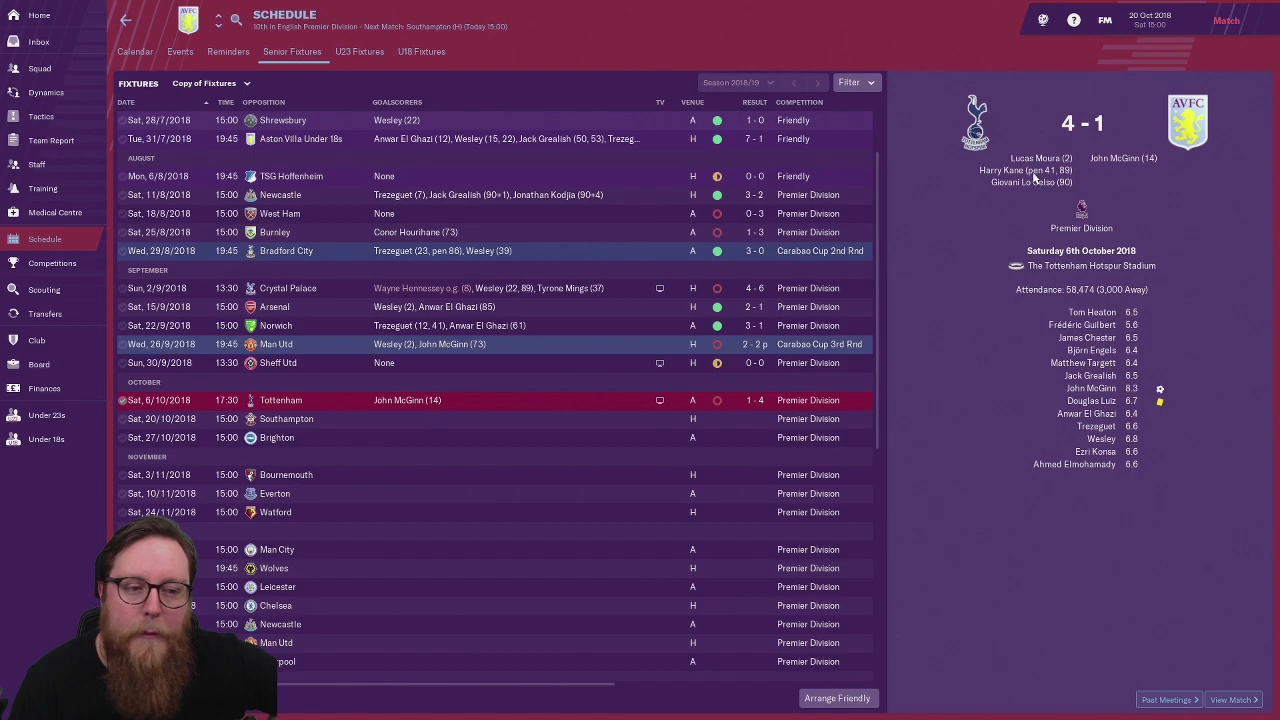 Home
Inbox
Squad
Dynamics
Tactics
Team Report
Staff
Training
Medical Centre
Schedule
Competitions
Scouting
Transfers
Club
Board
Finances
Under 23s
Under 18s
SCHEDULE
10th in English Premier Division - Next Match: Southampton (H) (Today 15:00)
FM
20 Oct 2018
Sat 15:00
Match
Calendar Events Reminders Senior Fixtures U23 Fixtures U18 Fixtures
FIXTURES Copy of Fixtures Season 2018/19 Filter
DATE TIME OPPOSITION GOALSCORERS TV VENUE RESULT COMPETITION
Sat, 28/7/2018 15:00 Shrewsbury Wesley (22) A 1 - 0 Friendly
Tue, 31/7/2018 19:45 Aston Villa Under 18s Anwar El Ghazi (12), Wesley (15, 22), Jack Grealish (50, 53), Trezeg... H 7 - 1 Friendly
AUGUST
Mon, 6/8/2018 19:45 TSG Hoffenheim None H 0 - 0 Friendly
Sat, 11/8/2018 15:00 Newcastle Trezeguet (7), Jack Grealish (90+1), Jonathan Kodjia (90+4) H 3 - 2 Premier Division
Sat, 18/8/2018 15:00 West Ham None A 0 - 3 Premier Division
Sat, 25/8/2018 15:00 Burnley Conor Hourihane (73) A 1 - 3 Premier Division
Wed, 29/8/2018 19:45 Bradford City Trezeguet (23, pen 86), Wesley (39) A 3 - 0 Carabao Cup 2nd Rnd
SEPTEMBER
Sun, 2/9/2018 13:30 Crystal Palace Wayne Hennessey o.g. (8), Wesley (22, 89), Tyrone Mings (37) H 4 - 6 Premier Division
Sat, 15/9/2018 15:00 Arsenal Wesley (2), Anwar El Ghazi (85) H 2 - 1 Premier Division
Sat, 22/9/2018 15:00 Norwich Trezeguet (12, 41), Anwar El Ghazi (61) A 3 - 1 Premier Division
Wed, 26/9/2018 19:45 Man Utd Wesley (2), John McGinn (73) H 2 - 2 p Carabao Cup 3rd Rnd
Sun, 30/9/2018 13:30 Sheff Utd None H 0 - 0 Premier Division
OCTOBER
Sat, 6/10/2018 17:30 Tottenham John McGinn (14) A 1 - 4 Premier Division
Sat, 20/10/2018 15:00 Southampton H Premier Division
Sat, 27/10/2018 15:00 Brighton A Premier Division
NOVEMBER
Sat, 3/11/2018 15:00 Bournemouth H Premier Division
Sat, 10/11/2018 15:00 Everton A Premier Division
Sat, 24/11/2018 15:00 Watford H Premier Division
15:00 Man City A Premier Division
19:45 Wolves H Premier Division
15:00 Leicester A Premier Division
8 15:00 Chelsea H Premier Division
15:00 Newcastle A Premier Division
Man Utd H Premier Division
erpool A Premier Division
Arrange Friendly
TOTTENHAM HOTSPUR
4 - 1
AVFC
Lucas Moura (2) John McGinn (14)
Harry Kane (pen 41, 89)
Giovani Lo Celso (90)
Premier Division
Saturday 6th October 2018
The Tottenham Hotspur Stadium
Attendance: 58,474 (3,000 Away)
Tom Heaton 6.5
Frédéric Guilbert 5.6
James Chester 6.5
Björn Engels 6.4
Matthew Targett 6.4
Jack Grealish 6.5
John McGinn 8.3
Douglas Luiz 6.7
Anwar El Ghazi 6.4
Trezeguet 6.6
Wesley 6.8
Ezri Konsa 6.6
Ahmed Elmohamady 6.6
Past Meetings > View Match >